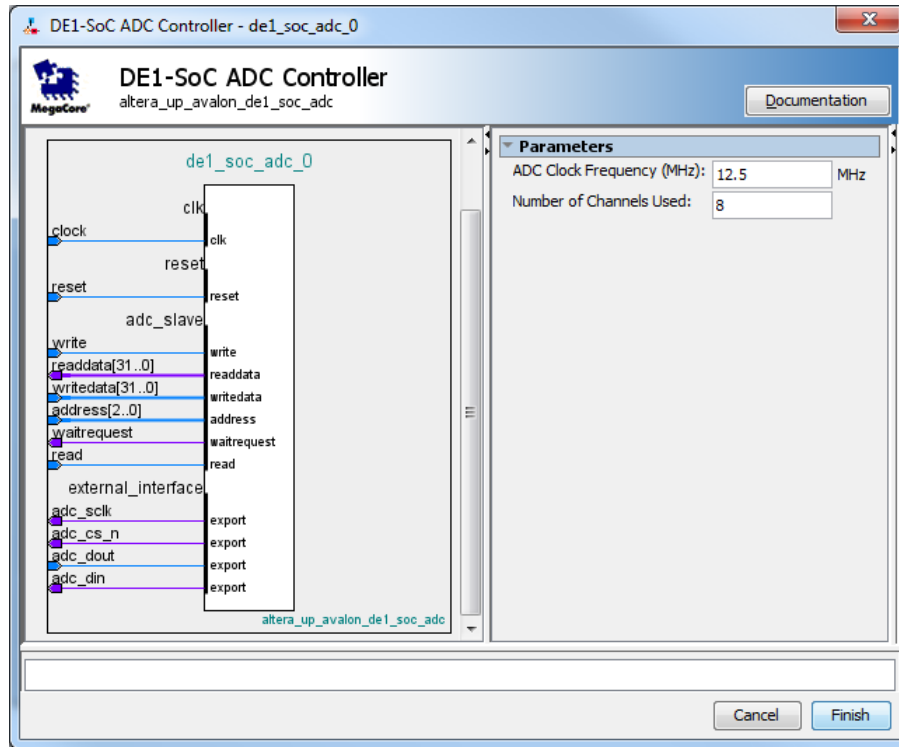 DE1-SoC ADC Controller - de1_soc_adc_0
MegaCore®
DE1-SoC ADC Controller
altera_up_avalon_de1_soc_adc
Documentation
de1_soc_adc_0
clk
clock
clk
reset
reset
reset
adc_slave
write
write
readdata[31..0]
readdata
writedata[31..0]
writedata
address[2..0]
address
waitrequest
waitrequest
read
read
external_interface
adc_sclk
export
adc_cs_n
export
adc_dout
export
adc_din
export
altera_up_avalon_de1_soc_adc
Parameters
ADC Clock Frequency (MHz): 12.5 MHz
Number of Channels Used: 8
Cancel Finish